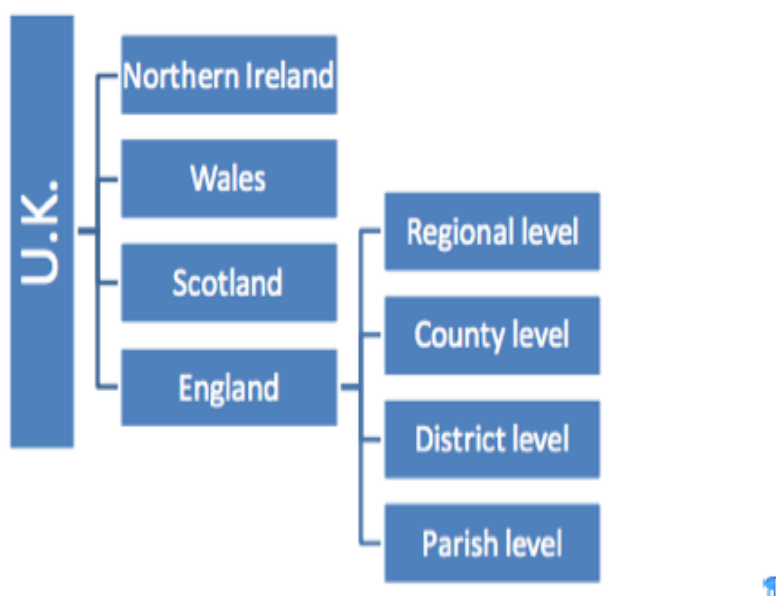 U.K.
Northern Ireland
Wales
Scotland
England
Regional level
County level
District level
Parish level